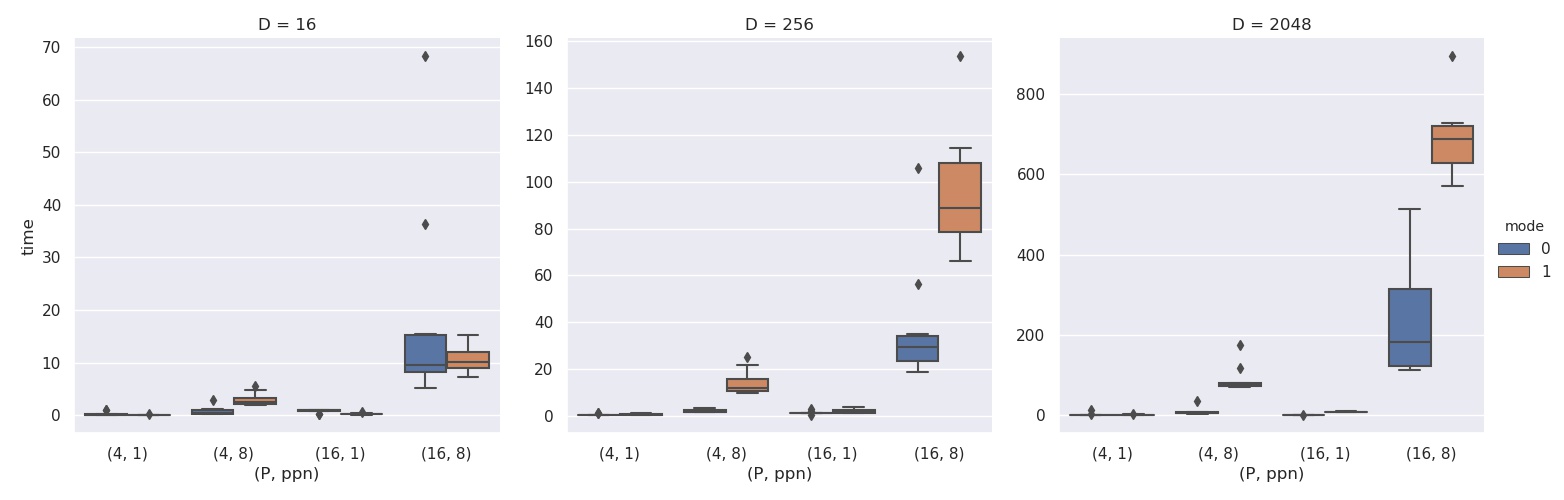 D = 16
70
60
50
40
30
20
10
0
time
(4, 1) (4, 8) (16, 1) (16, 8)
(P, ppn)
D = 256
160
140
120
100
80
60
40
20
0
(4, 1) (4, 8) (16, 1) (16, 8)
(P, ppn)
D = 2048
800
600
400
200
0
(4, 1) (4, 8) (16, 1) (16, 8)
(P, ppn)
mode
0
1